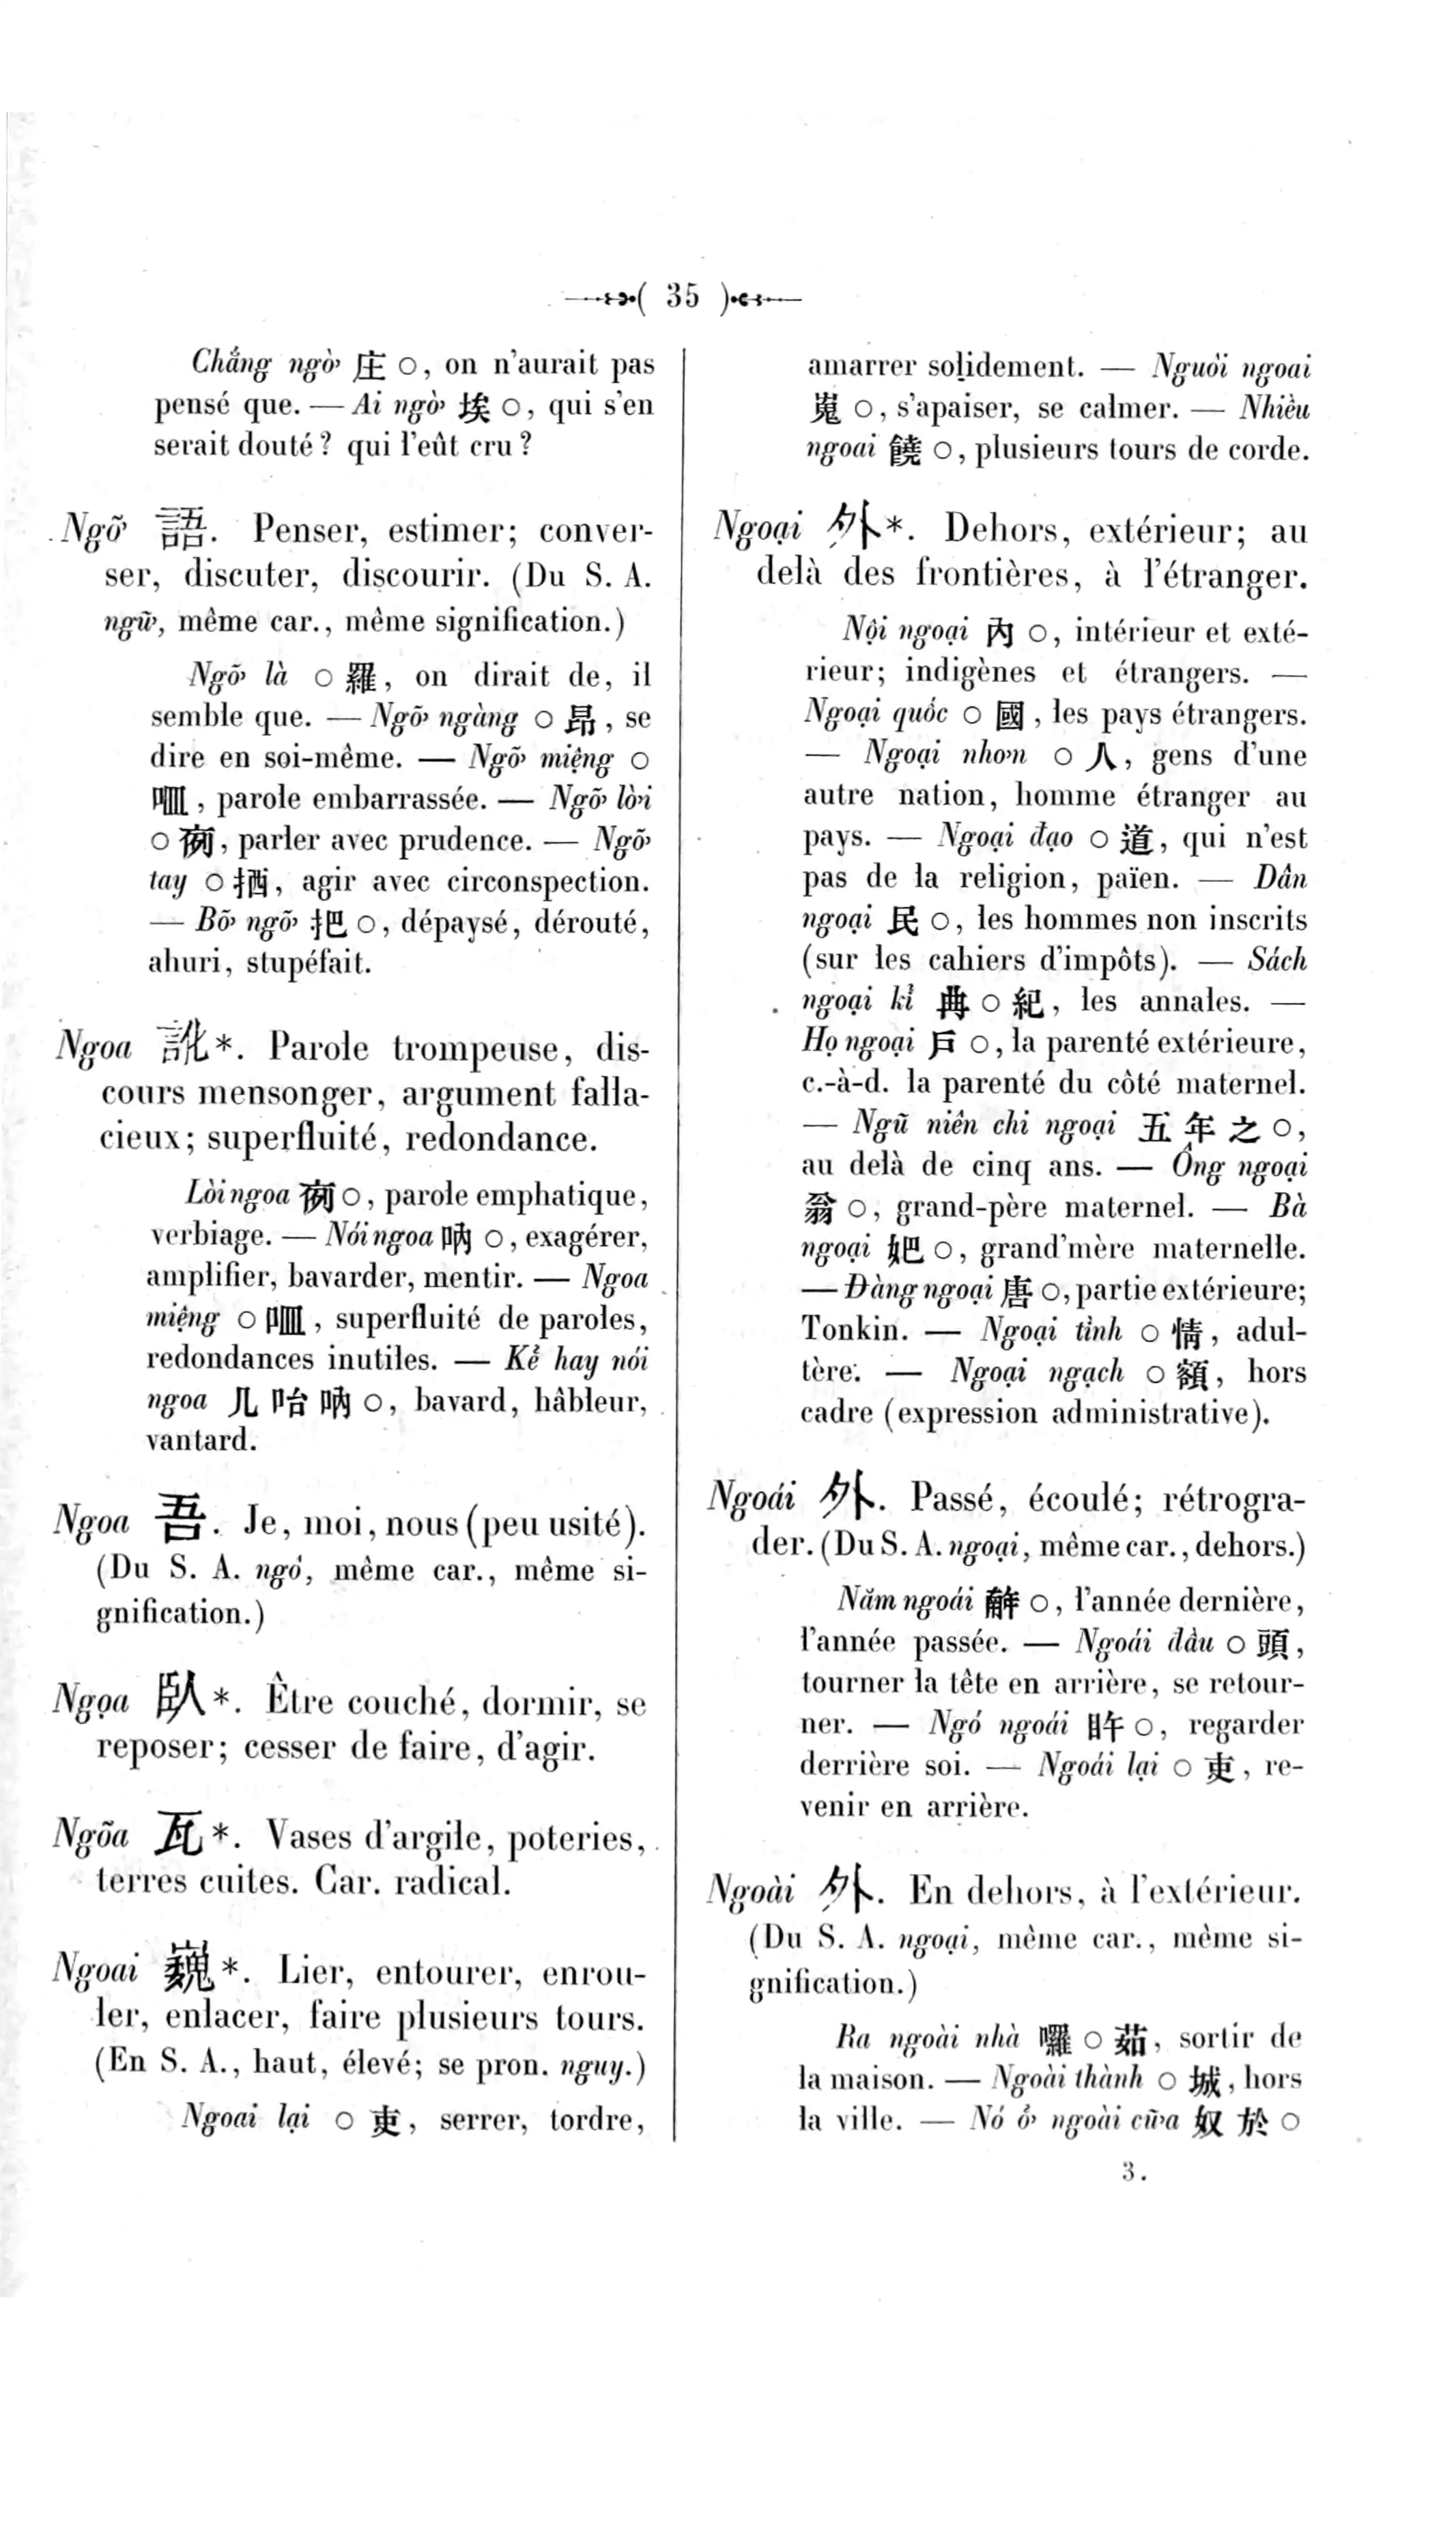 ( 35 )
Chẳng ngờ 庄 ○, on n'aurait pas
pensé que. — Ai ngờ 埃 ○, qui s'en
serait douté? qui l'eût cru?
Ngỡ 語. Penser, estimer; conver-
ser, discuter, discourir. (Du S. A.
ngữ, même car., même signification.)
Ngỡ là ○ 羅, on dirait de, il
semble que. — Ngỡ ngàng ○ 昂, se
dire en soi-même. — Ngỡ miệng ○
𠰘, parole embarrassée. — Ngỡ lời
○, parler avec prudence. — Ngỡ
tay ○, agir avec circonspection.
— Bỡ ngỡ 把 ○, dépaysé, dérouté,
ahuri, stupéfait.
Ngoa 訛*. Parole trompeuse, dis-
cours mensonger, argument falla-
cieux; superfluité, redondance.
Lời ngoa ○, parole emphatique,
verbiage. — Nói ngoa 吶 ○, exagérer,
amplifier, bavarder, mentir. — Ngoa
miệng ○ 𠰘, superfluité de paroles,
redondances inutiles. — Kẻ hay nói
ngoa 几 咍 吶 ○, bavard, hâbleur,
vantard.
Ngoa 吾. Je, moi, nous (peu usité).
(Du S. A. ngô, même car., même si-
gnification.)
Ngọa 臥*. Être couché, dormir, se
reposer; cesser de faire, d'agir.
Ngõa 瓦*. Vases d'argile, poteries,
terres cuites. Car. radical.
Ngoai 巍*. Lier, entourer, enrou-
ler, enlacer, faire plusieurs tours.
(En S. A., haut, élevé; se pron. nguy.)
Ngoai lại ○ 吏, serrer, tordre,
amarrer solidement. — Nguôi ngoai
嵬 ○, s'apaiser, se calmer. — Nhiều
ngoai 饒 ○, plusieurs tours de corde.
Ngoại 外*. Dehors, extérieur; au
delà des frontières, à l'étranger.
Nội ngoại 內 ○, intérieur et exté-
rieur; indigènes et étrangers. —
Ngoại quốc ○ 國, les pays étrangers.
— Ngoại nhơn ○ 人, gens d'une
autre nation, homme étranger au
pays. — Ngoại đạo ○ 道, qui n'est
pas de la religion, païen. — Dân
ngoại 民 ○, les hommes non inscrits
(sur les cahiers d'impôts). — Sách
ngoại kỉ 冊 ○ 紀, les annales. —
Họ ngoại 戶 ○, la parenté extérieure,
c.-à-d. la parenté du côté maternel.
— Ngũ niên chi ngoại 五 年 之 ○,
au delà de cinq ans. — Ông ngoại
翁 ○, grand-père maternel. — Bà
ngoại 妑 ○, grand'mère maternelle.
— Đàng ngoại 唐 ○, partie extérieure;
Tonkin. — Ngoại tình ○ 情, adul-
tère. — Ngoại ngạch ○ 額, hors
cadre (expression administrative).
Ngoái 外. Passé, écoulé; rétrogra-
der. (Du S. A. ngoại, même car., dehors.)
Năm ngoái ○, l'année dernière,
l'année passée. — Ngoái đầu ○ 頭,
tourner la tête en arrière, se retour-
ner. — Ngó ngoái ○, regarder
derrière soi. — Ngoái lại ○ 吏, re-
venir en arrière.
Ngoài 外. En dehors, à l'extérieur.
(Du S. A. ngoại, même car., même si-
gnification.)
Ra ngoài nhà 囉 ○ 茹, sortir de
la maison. — Ngoài thành ○ 城, hors
la ville. — Nó ở ngoài cữa 奴 於 ○
3.